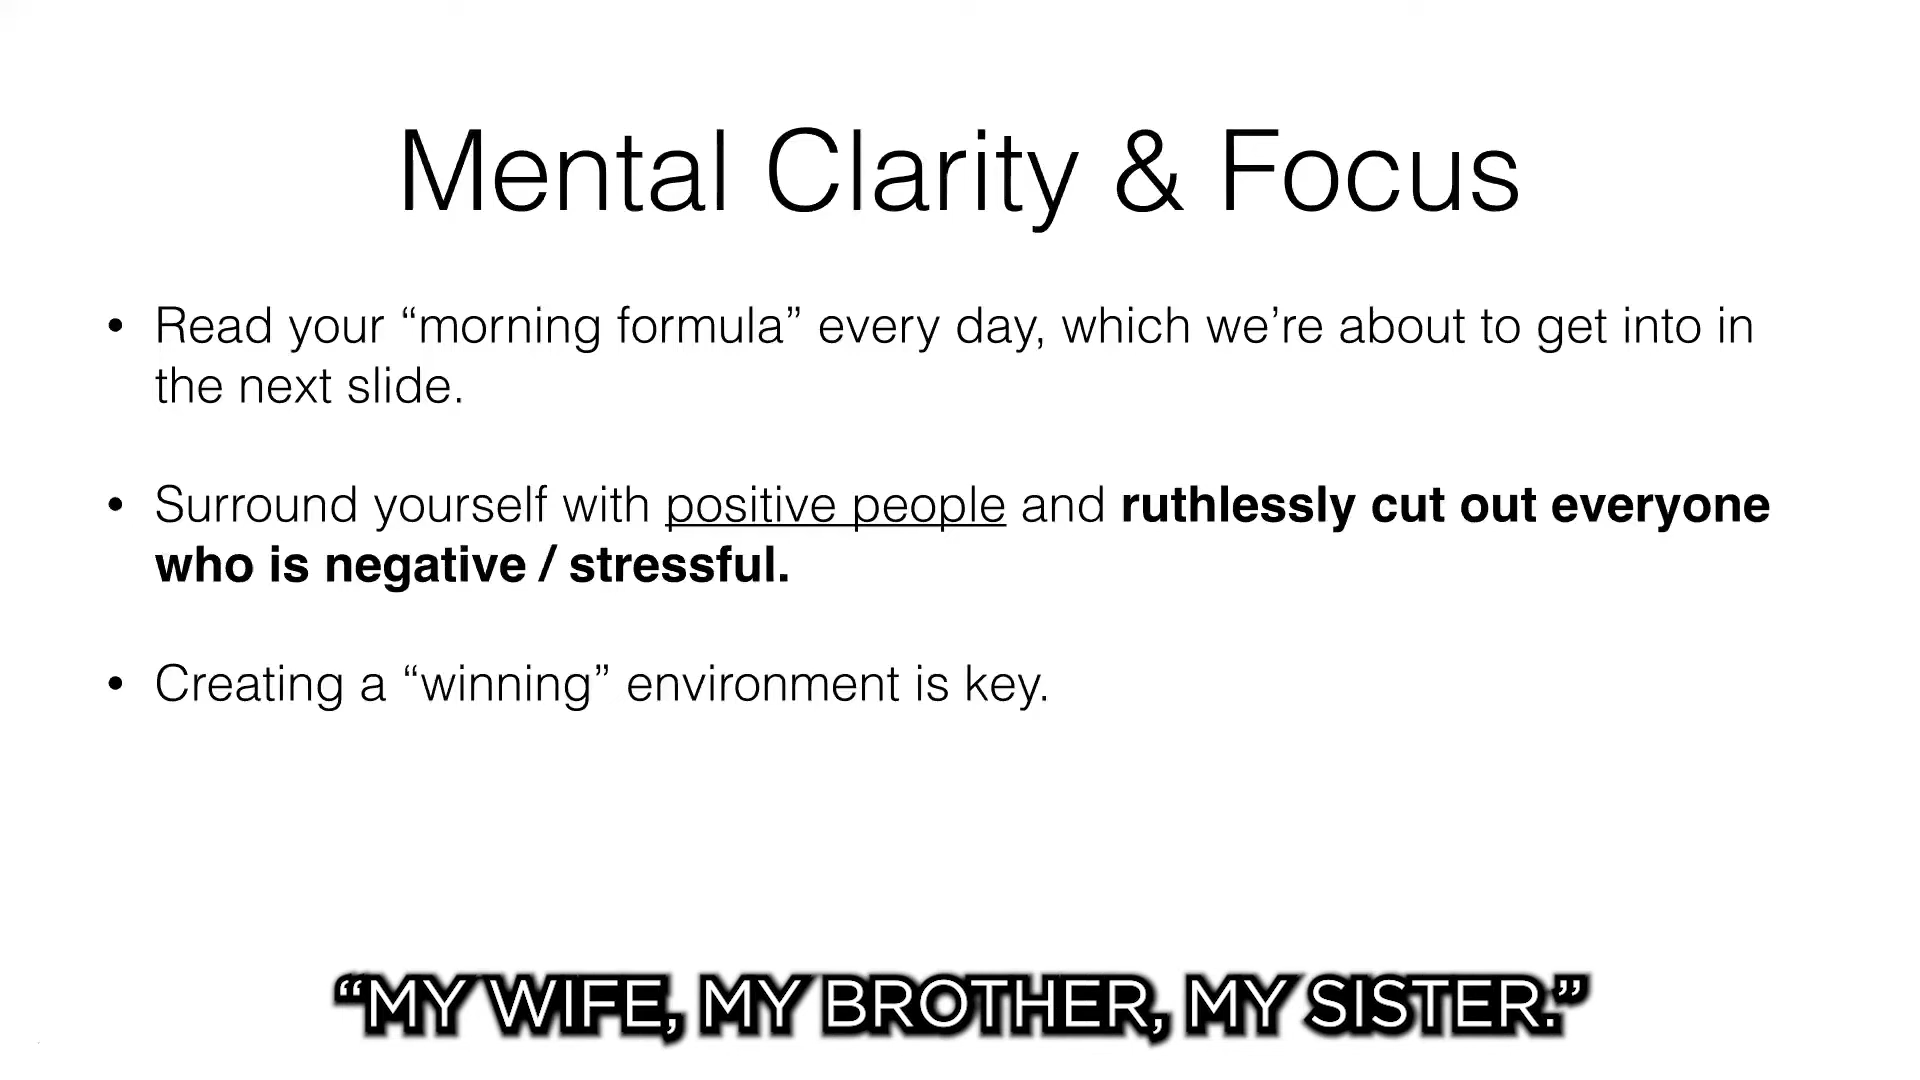 Mental Clarity & Focus
• Read your “morning formula” every day, which we’re about to get into in
the next slide.
• Surround yourself with positive people and ruthlessly cut out everyone
who is negative / stressful.
• Creating a “winning” environment is key.
“MY WIFE, MY BROTHER, MY SISTER.”